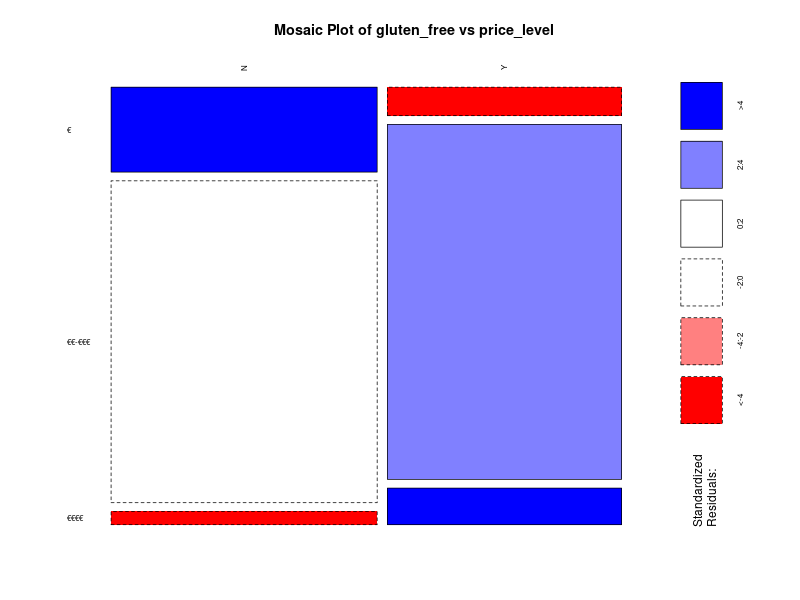 Mosaic Plot of gluten_free vs price_level
N
Y
€
€€-€€€
€€€€
>4
2:4
0:2
-2:0
-4:-2
<-4
Standardized
Residuals: